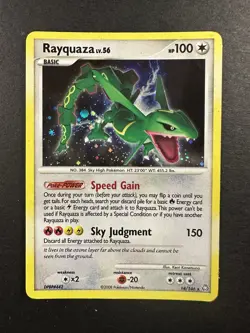 Rayquaza LV.56 HP 100
BASIC
NO. 384 Sky High Pokémon HT: 23'00" WT: 455.2 lbs.
POKé-POWER Speed Gain
Once during your turn (before your attack), you may flip a coin until you
get tails. For each heads, search your discard pile for a basic Energy card or
a basic Energy card and attach it to Rayquaza. This power can't
be used if Rayquaza is affected by a Special Condition or if you have another
Rayquaza in play.
Sky Judgment 150
Discard all Energy attached to
Rayquaza.
It lives in the ozone layer far above the clouds and cannot be
seen from the ground.
weakness
×2
resistance
-20
retreat cost
©2008 Pokémon/Nintendo